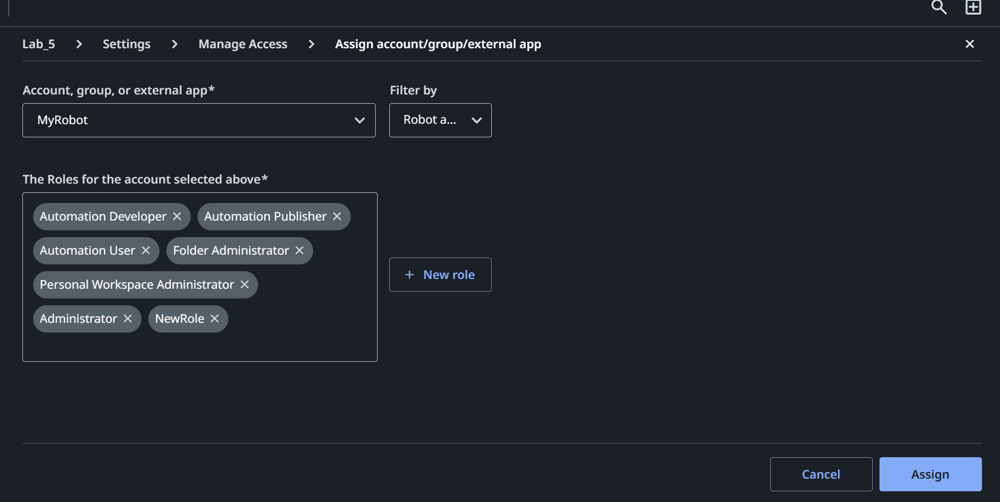 Lab_5 > Settings > Manage Access > Assign account/group/external app
Account, group, or external app*
Filter by
MyRobot
Robot a...
The Roles for the account selected above*
Automation Developer Automation Publisher
Automation User Folder Administrator
+ New role
Personal Workspace Administrator
Administrator NewRole
Cancel
Assign